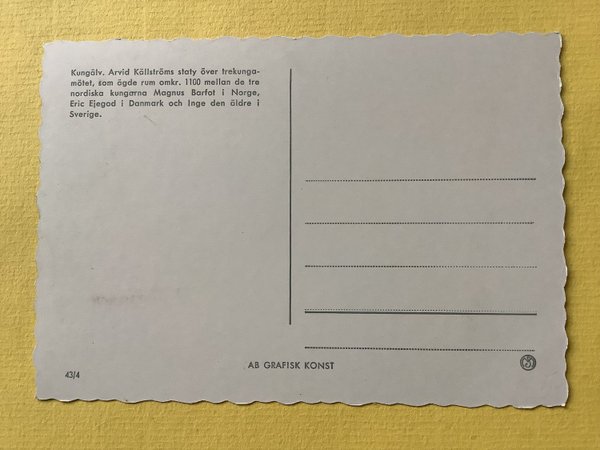 Kungälv. Arvid Källströms staty över trekunga-
mötet, som ägde rum omkr. 1100 mellan de tre
nordiska kungarna Magnus Barfot i Norge,
Eric Ejegod i Danmark och Inge den äldre i
Sverige.
43/4
AB GRAFISK KONST